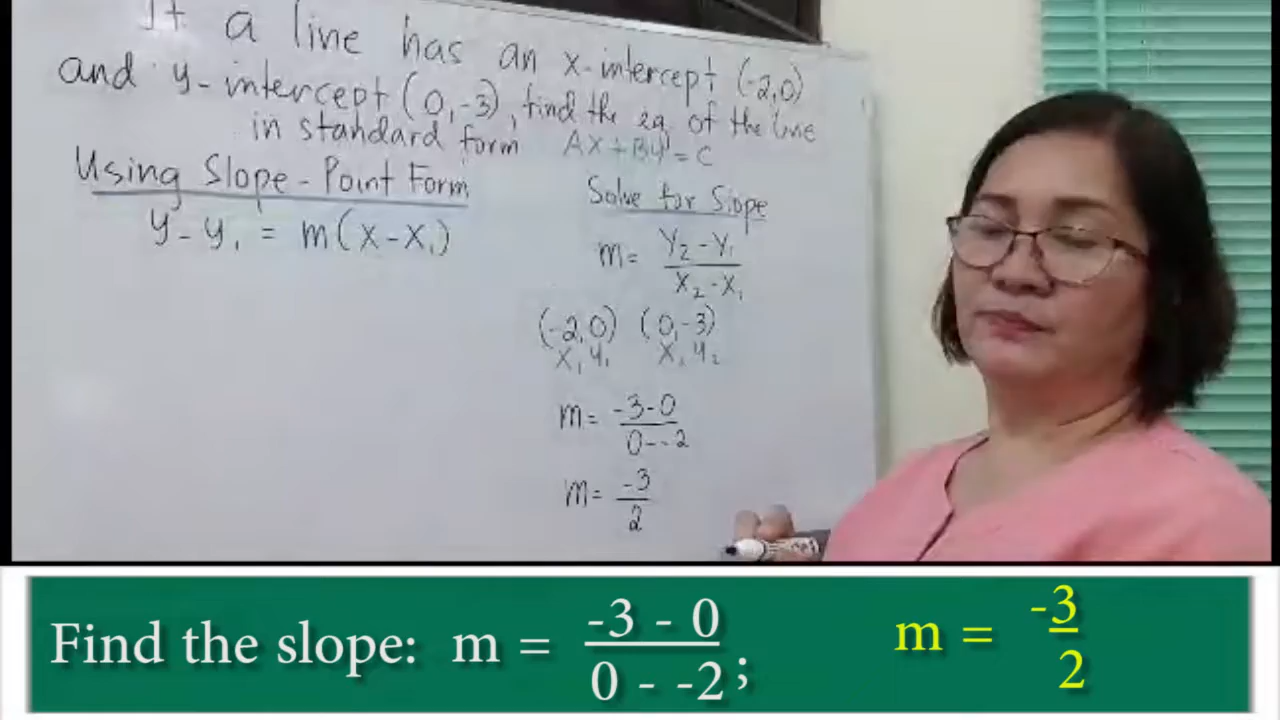 If a line has an x-intercept (-2,0)
and y-intercept (0,-3), find the eq. of the line
in standard form Ax + By = C
Using Slope-Point Form
y - y₁ = m(x - x₁)
Solve for Slope
m = Y₂ - Y₁ / X₂ - X₁
(-2,0) (0,-3)
X₁ Y₁ X₁ Y₂
m = -3-0 / 0--2
m = -3 / 2
Find the slope: m = -3 - 0 / 0 - -2 ; m = -3 / 2